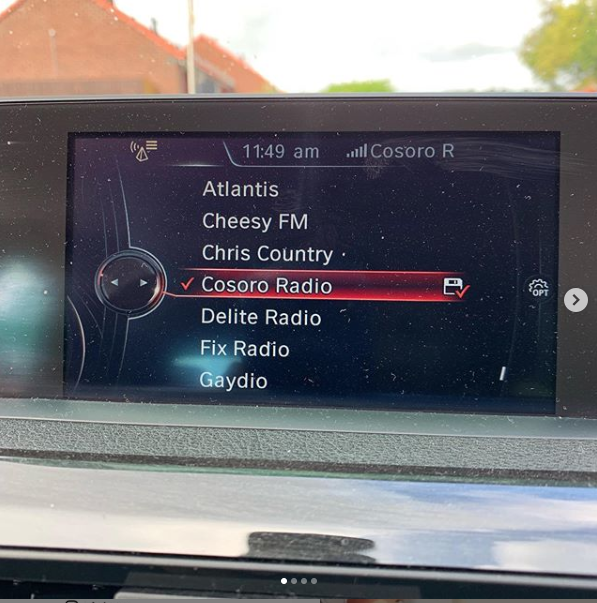 11:49 am
Cosoro R
Atlantis
Cheesy FM
Chris Country
Cosoro Radio
Delite Radio
Fix Radio
Gaydio
OPT